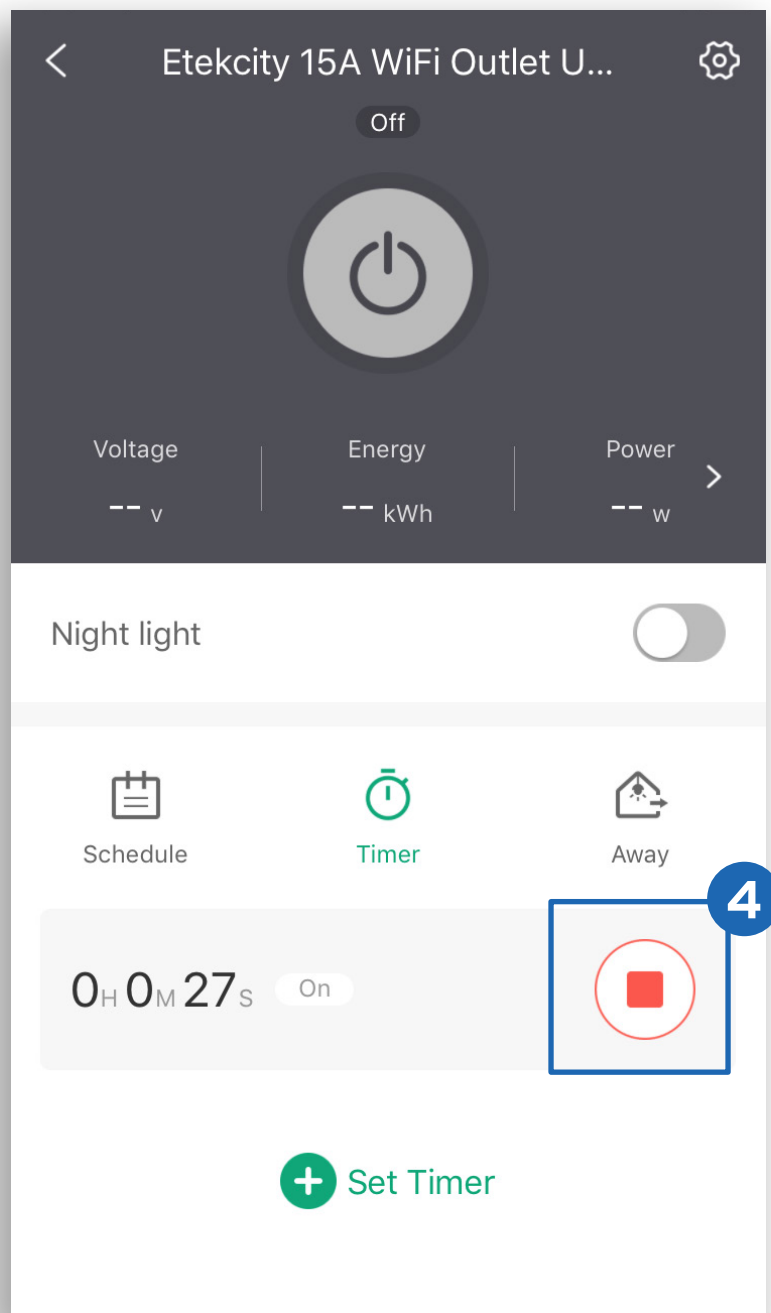 Etekcity 15A WiFi Outlet U...
Off
Voltage Energy Power
-- V -- kWh -- W
Night light
Schedule Timer Away
4
0H 0M 27S On
Set Timer